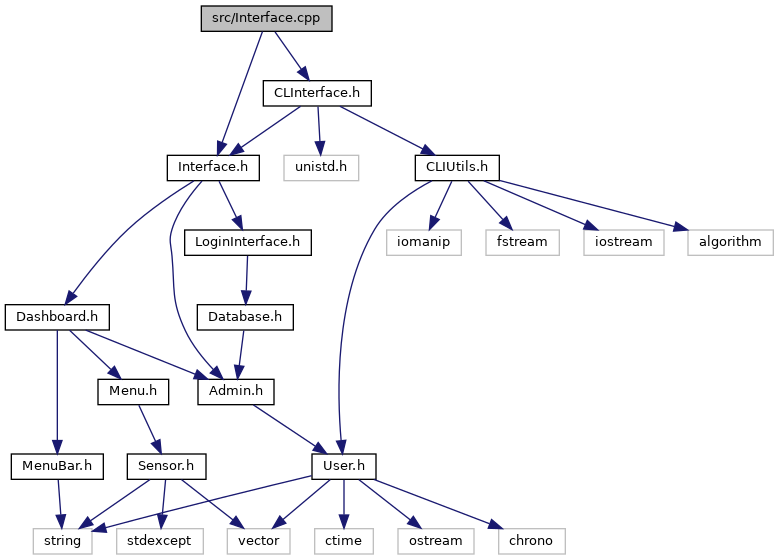 src/Interface.cpp
CLInterface.h
Interface.h
unistd.h
CLIUtils.h
LoginInterface.h
iomanip
fstream
iostream
algorithm
Dashboard.h
Database.h
Menu.h
Admin.h
MenuBar.h
Sensor.h
User.h
string
stdexcept
vector
ctime
ostream
chrono